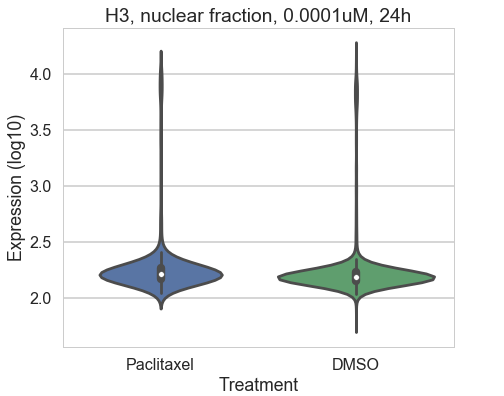 H3, nuclear fraction, 0.0001uM, 24h
Expression (log10)
4.0
3.5
3.0
2.5
2.0
Paclitaxel DMSO
Treatment